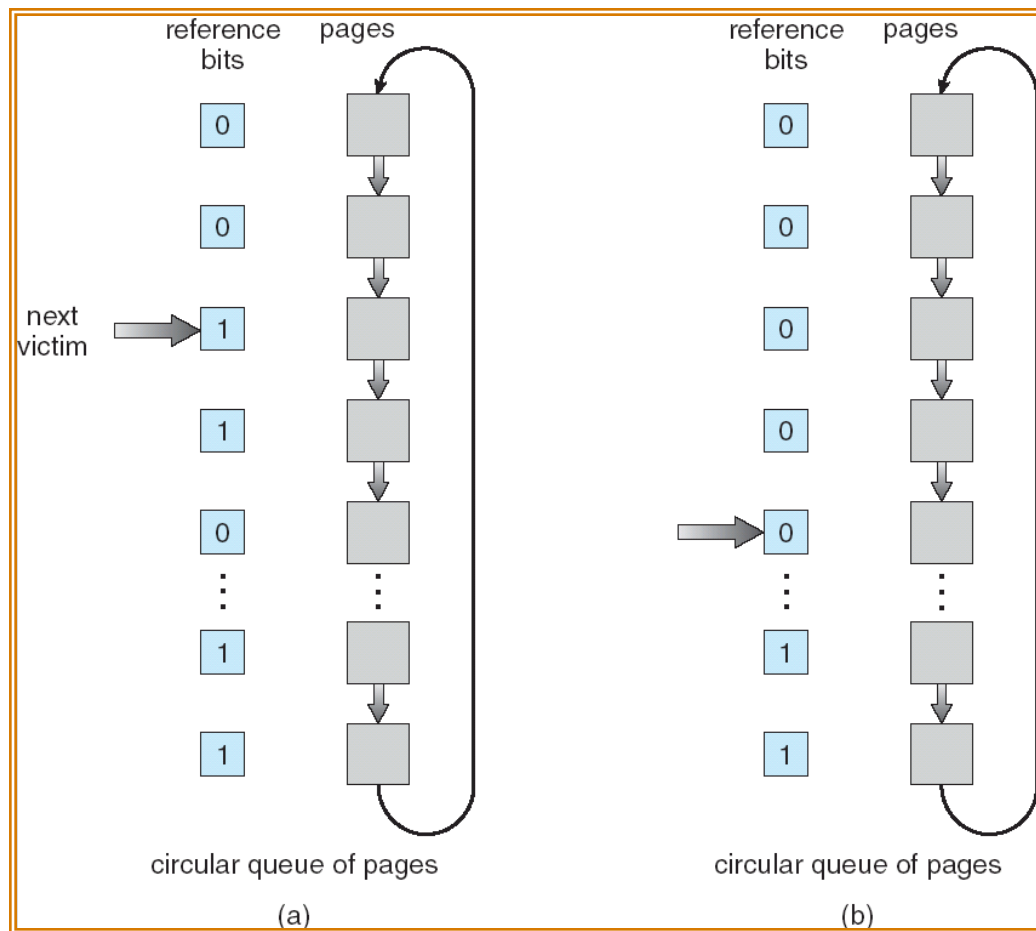 reference
bits
pages
0
0
next
victim
1
1
0
1
1
circular queue of pages
(a)
reference
bits
pages
0
0
0
0
0
1
1
circular queue of pages
(b)